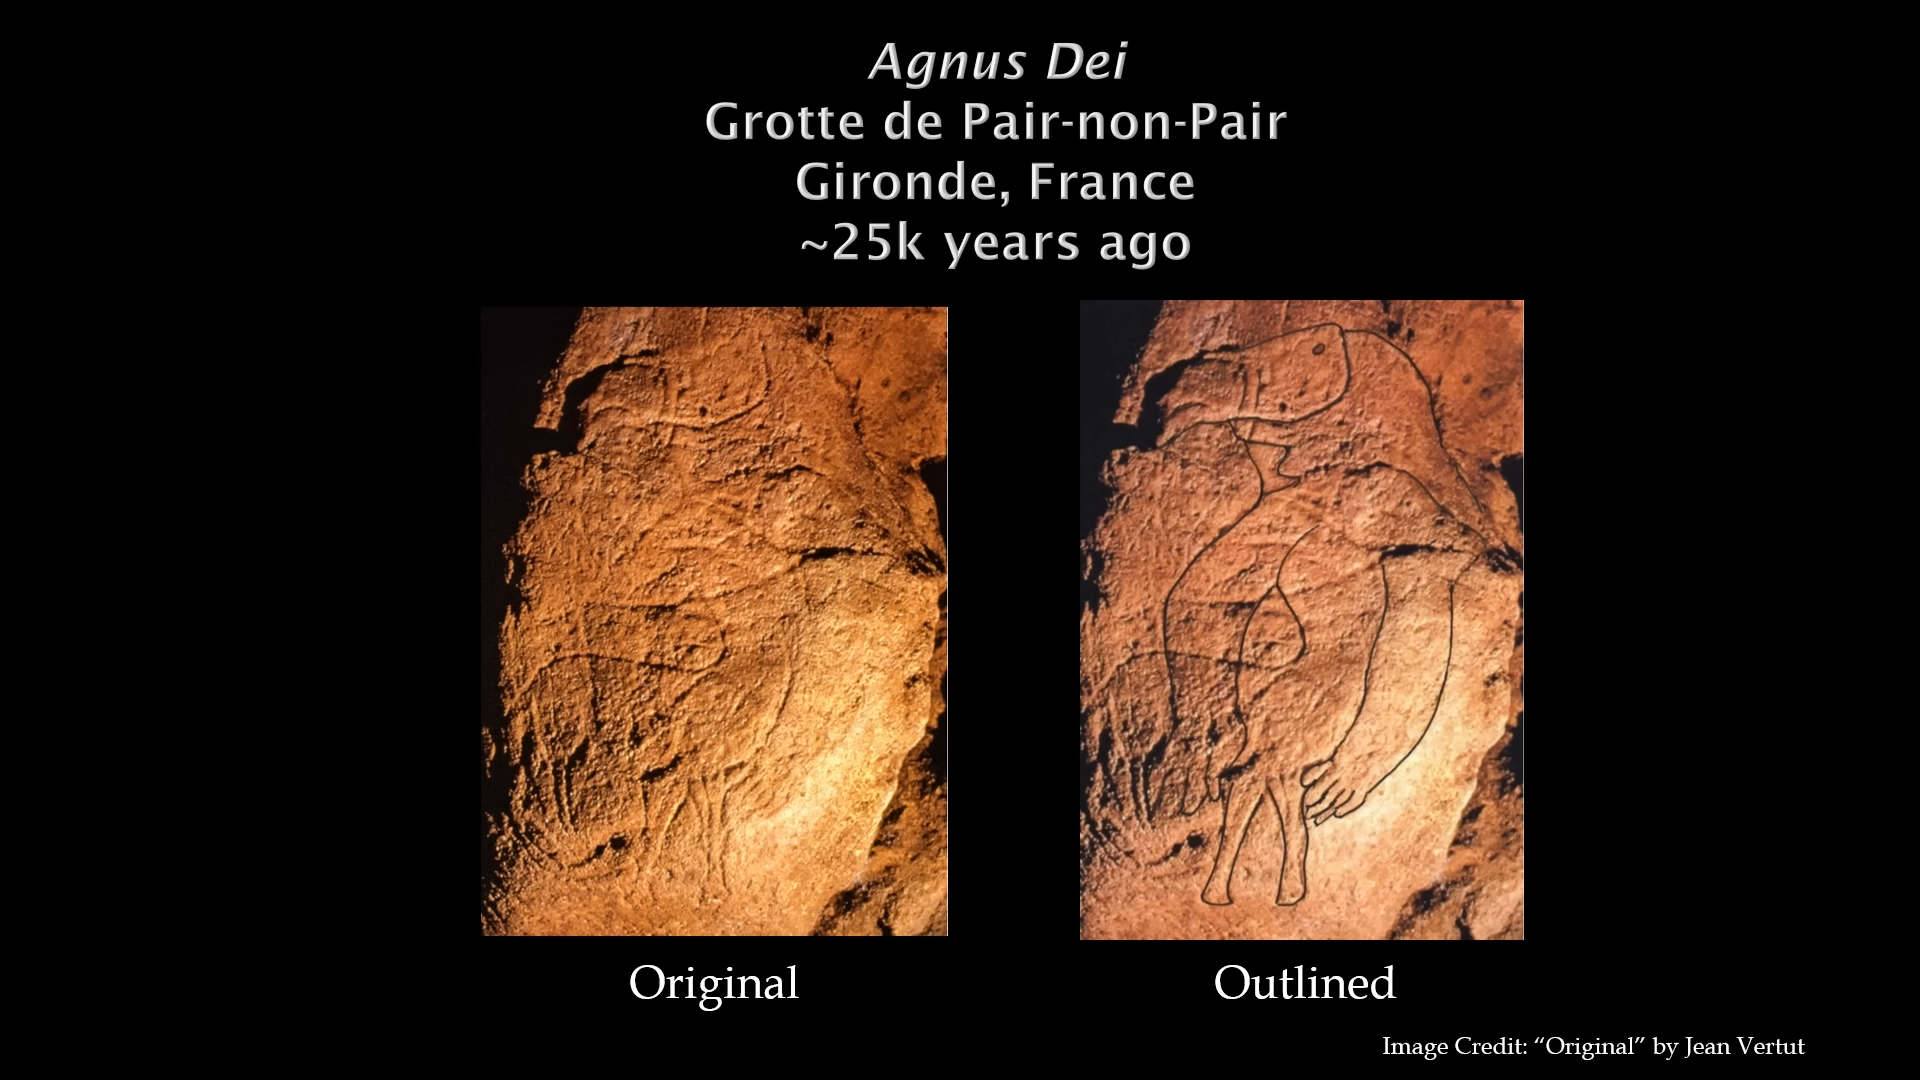 Agnus Dei
Grotte de Pair-non-Pair
Gironde, France
~25k years ago
Original
Outlined
Image Credit: “Original” by Jean Vertut